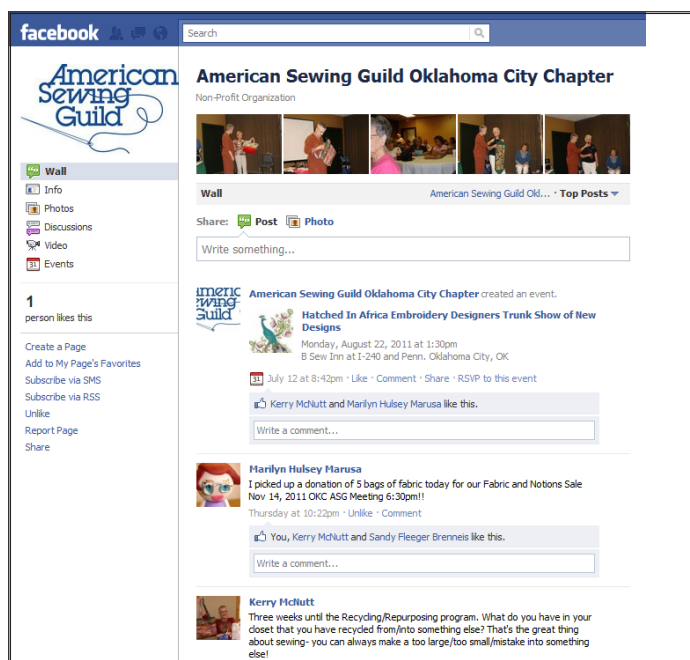 facebook
Search
American
Sewing
Guild
American Sewing Guild Oklahoma City Chapter
Non-Profit Organization
Wall
Info
Photos
Discussions
Video
31 Events
1
person likes this
Create a Page
Add to My Page's Favorites
Subscribe via SMS
Subscribe via RSS
Unlike
Report Page
Share
Wall American Sewing Guild Okl... · Top Posts
Share: Post Photo
Write something...
American Sewing Guild Oklahoma City Chapter created an event.
Hatched In Africa Embroidery Designers Trunk Show of New
Designs
Monday, August 22, 2011 at 1:30pm
B Sew Inn at I-240 and Penn. Oklahoma City, OK
31 July 12 at 8:42pm · Like · Comment · Share · RSVP to this event
Kerry McNutt and Marilyn Hulsey Marusa like this.
Write a comment...
Marilyn Hulsey Marusa
I picked up a donation of 5 bags of fabric today for our Fabric and Notions Sale
Nov 14, 2011 OKC ASG Meeting 6:30pm!!
Thursday at 10:22pm · Unlike · Comment
You, Kerry McNutt and Sandy Fleeger Brenneis like this.
Write a comment...
Kerry McNutt
Three weeks until the Recycling/Repurposing program. What do you have in your
closet that you have recycled from/into something else? That's the great thing
about sewing- you can always make a too large/too small/mistake into something
else!